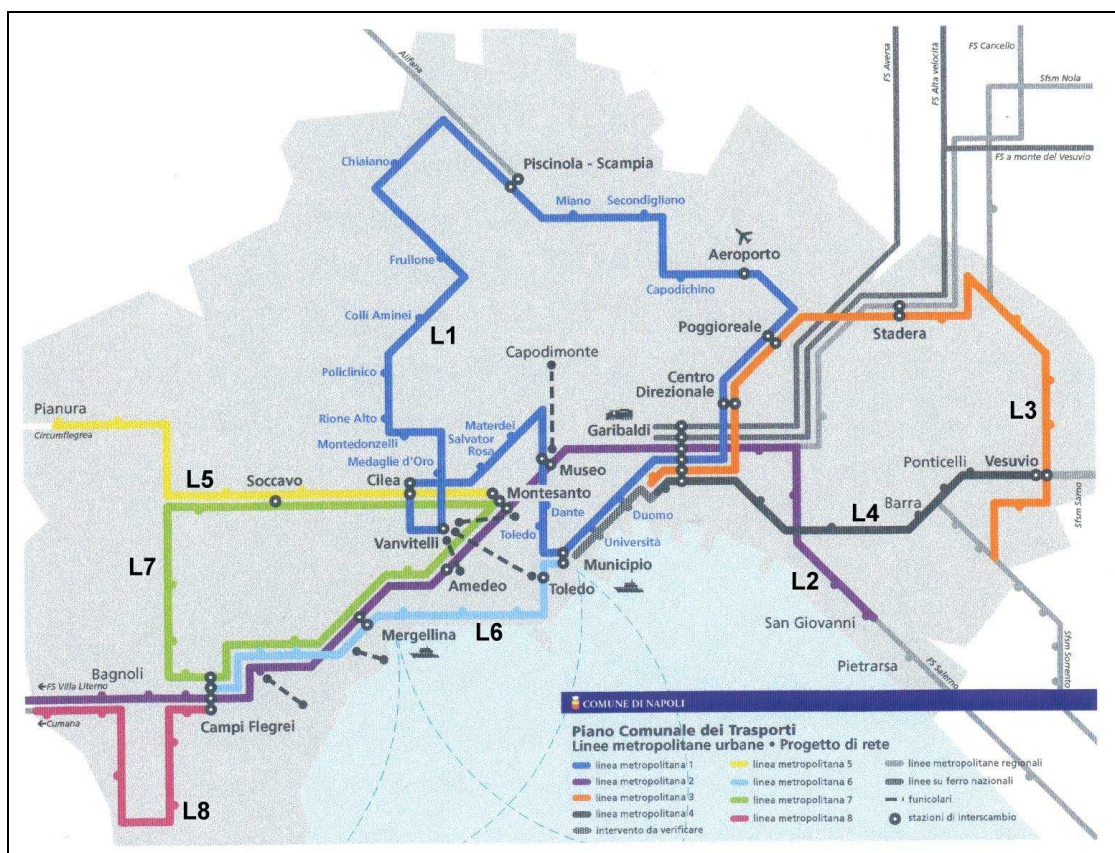 Alifana
FS Aversa
FS Alta velocità
FS Cancello
Sfsm Nola
FS a monte del Vesuvio
Chiaiano
Piscinola - Scampia
Miano
Secondigliano
Frullone
Aeroporto
Capodichino
Colli Aminei
L1
Poggioreale
Stadera
Capodimonte
Policlinico
Centro
Direzionale
L3
Pianura
Circumflegrea
Rione Alto
Montedonzelli
Materdei
Salvator
Rosa
Garibaldi
Medaglie d'Oro
Museo
Ponticelli
Vesuvio
L5
Soccavo
Cilea
Montesanto
Barra
Dante
Duomo
L4
Sfsm Sarno
Vanvitelli
Toledo
Università
L7
Amedeo
Toledo
Municipio
L2
Mergellina
L6
San Giovanni
Bagnoli
Pietrarsa
FS Salerno
Sfsm Sorrento
←FS Villa Literno
←Cumana
Campi Flegrei
L8
COMUNE DI NAPOLI
Piano Comunale dei Trasporti
Linee metropolitane urbane • Progetto di rete
linea metropolitana 1
linea metropolitana 2
linea metropolitana 3
linea metropolitana 4
intervento da verificare
linea metropolitana 5
linea metropolitana 6
linea metropolitana 7
linea metropolitana 8
linee metropolitane regionali
linee su ferro nazionali
funicolari
stazioni di interscambio